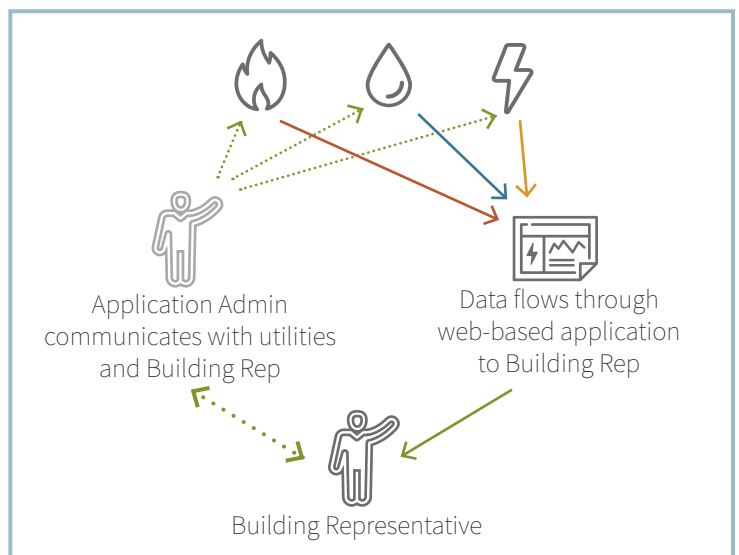 Application Admin
communicates with utilities
and Building Rep
Data flows through
web-based application
to Building Rep
Building Representative